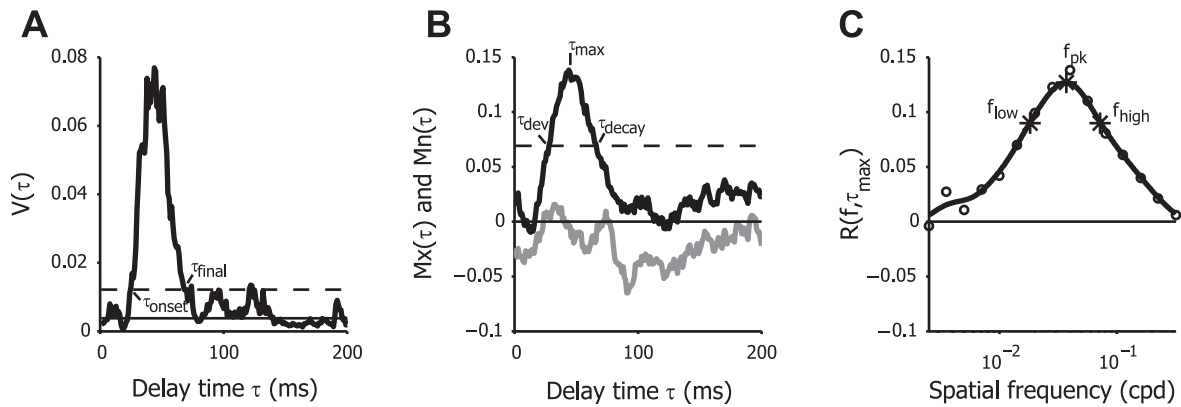 A
V(τ)
0.08
0.06
0.04
0.02
0
τfinal
τonset
0
100
200
Delay time τ (ms)
B
Mx(τ) and Mn(τ)
0.15
0.1
0.05
0
−0.05
−0.1
τmax
τdev
τdecay
0
100
200
Delay time τ (ms)
C
R(f,τmax)
0.15
0.1
0.05
0
−0.05
−0.1
fpk
flow
fhigh
10−2
10−1
Spatial frequency (cpd)